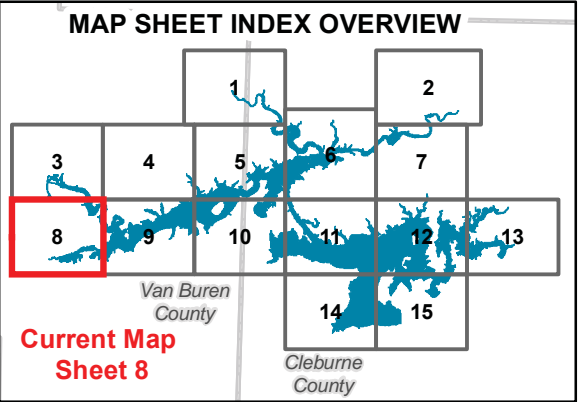 MAP SHEET INDEX OVERVIEW
1
2
3
4
5
6
7
8
9
10
11
12
13
Van Buren
County
14
15
Current Map
Sheet 8
Cleburne
County